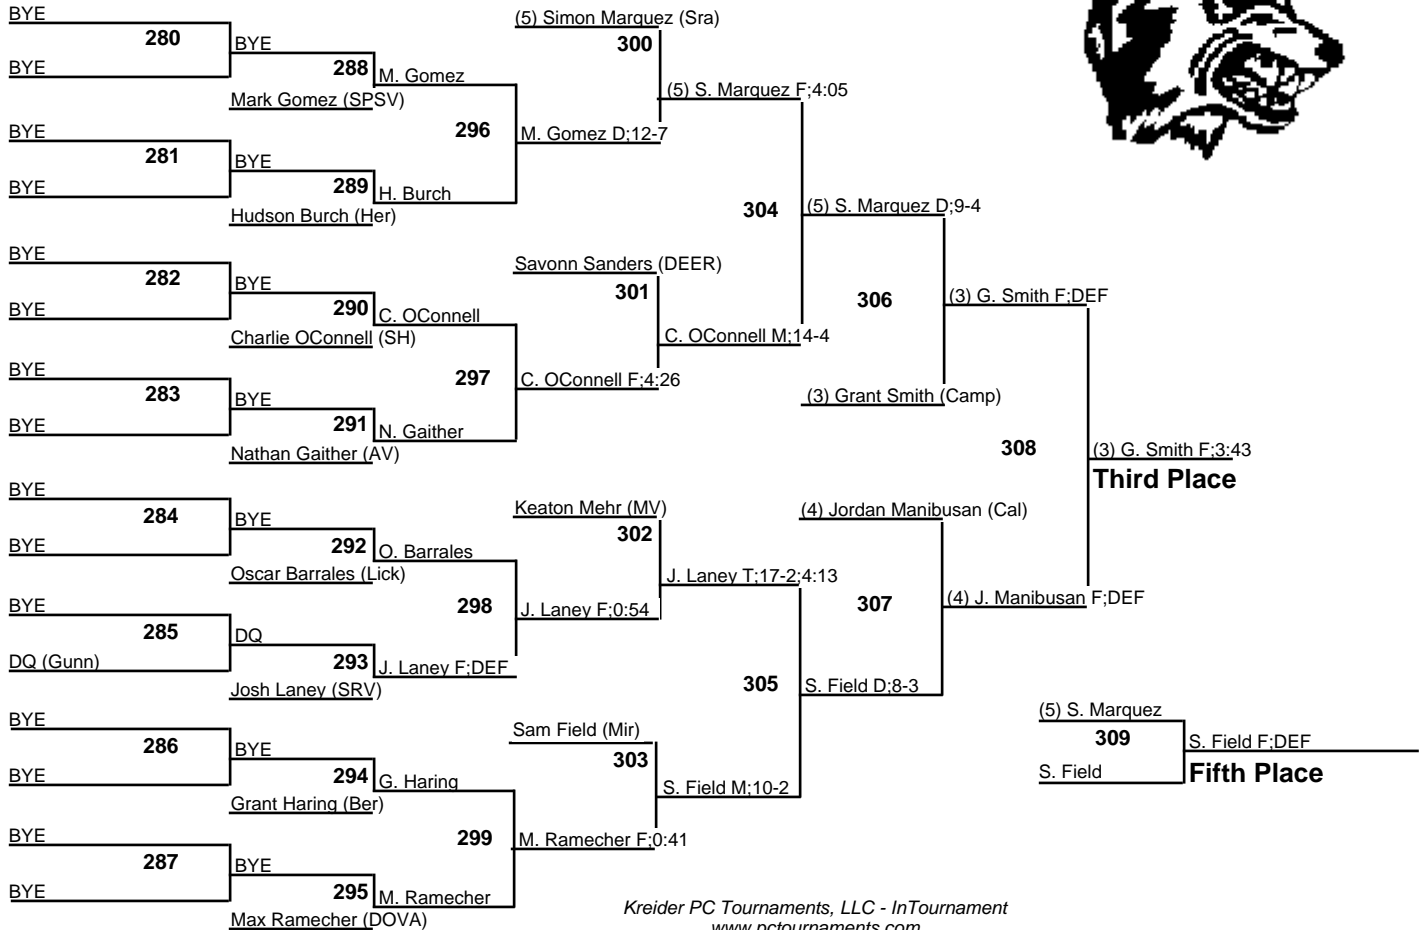 BYE
280
BYE
BYE
288
M. Gomez
Mark Gomez (SPSV)
BYE
281
BYE
BYE
289
H. Burch
Hudson Burch (Her)
296
M. Gomez D;12-7
(5) Simon Marquez (Sra)
300
(5) S. Marquez F;4:05
BYE
282
BYE
BYE
290
C. OConnell
Charlie OConnell (SH)
BYE
283
BYE
BYE
291
N. Gaither
Nathan Gaither (AV)
297
C. OConnell F;4:26
Savonn Sanders (DEER)
301
C. OConnell M;14-4
304
(5) S. Marquez D;9-4
306
(3) G. Smith F;DEF
(3) Grant Smith (Camp)
BYE
284
BYE
BYE
292
O. Barrales
Oscar Barrales (Lick)
BYE
285
DQ (Gunn)
DQ
293
J. Laney F;DEF
Josh Laney (SRV)
298
J. Laney F;0:54
Keaton Mehr (MV)
302
J. Laney T;17-2;4:13
BYE
286
BYE
BYE
294
G. Haring
Grant Haring (Ber)
BYE
287
BYE
BYE
295
M. Ramecher
Max Ramecher (DOVA)
299
M. Ramecher F;0:41
Sam Field (Mir)
303
S. Field M;10-2
305
S. Field D;8-3
(4) Jordan Manibusan (Cal)
307
(4) J. Manibusan F;DEF
308
(3) G. Smith F;3:43
Third Place
(5) S. Marquez
309
S. Field
S. Field F;DEF
Fifth Place
Kreider PC Tournaments, LLC - InTournament
www.pctournaments.com